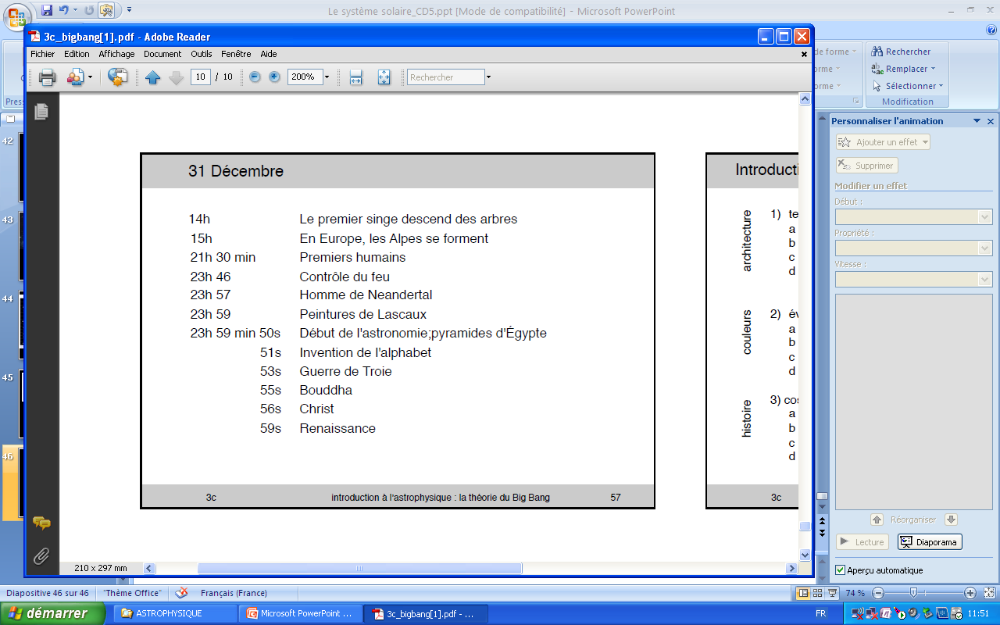 Le système solaire_CD5.ppt [Mode de compatibilité] - Microsoft PowerPoint
3c_bigbang[1].pdf - Adobe Reader
Fichier Edition Affichage Document Outils Fenêtre Aide
10 / 10 200% Rechercher
de forme
Rechercher
forme
Remplacer
orme
Sélectionner
Pres
Modification
Personnaliser l'animation
Ajouter un effet
Supprimer
Modifier un effet
Début :
Propriété :
Vitesse :
Réorganiser
Lecture Diaporama
Aperçu automatique
42
43
44
45
46
31 Décembre
14h Le premier singe descend des arbres
15h En Europe, les Alpes se forment
21h 30 min Premiers humains
23h 46 Contrôle du feu
23h 57 Homme de Neandertal
23h 59 Peintures de Lascaux
23h 59 min 50s Début de l'astronomie;pyramides d'Égypte
51s Invention de l'alphabet
53s Guerre de Troie
55s Bouddha
56s Christ
59s Renaissance
3c introduction à l'astrophysique : la théorie du Big Bang 57
Introducti
architecture
1) te
a
b
c
d
couleurs
2) év
a
b
c
d
histoire
3) cos
a
b
c
d
3c
210 x 297 mm
Diapositive 46 sur 46 "Thème Office" Français (France) 74 %
démarrer ASTROPHYSIQUE Microsoft PowerPoint ... 3c_bigbang[1].pdf - ... FR 11:51